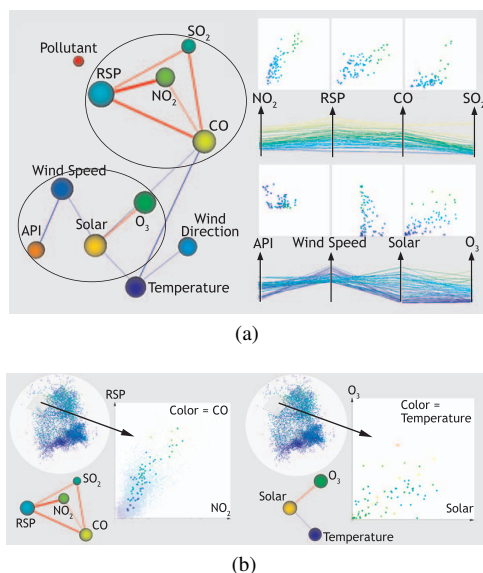 Pollutant
SO2
RSP
NO2
CO
Wind Speed
API
Solar
O3
Wind Direction
Temperature
NO2 RSP CO SO2
API Wind Speed Solar O3
(a)
RSP
Color = CO
NO2
SO2
RSP
NO2
CO
O3
Color =
Temperature
Solar
O3
Solar
Temperature
(b)